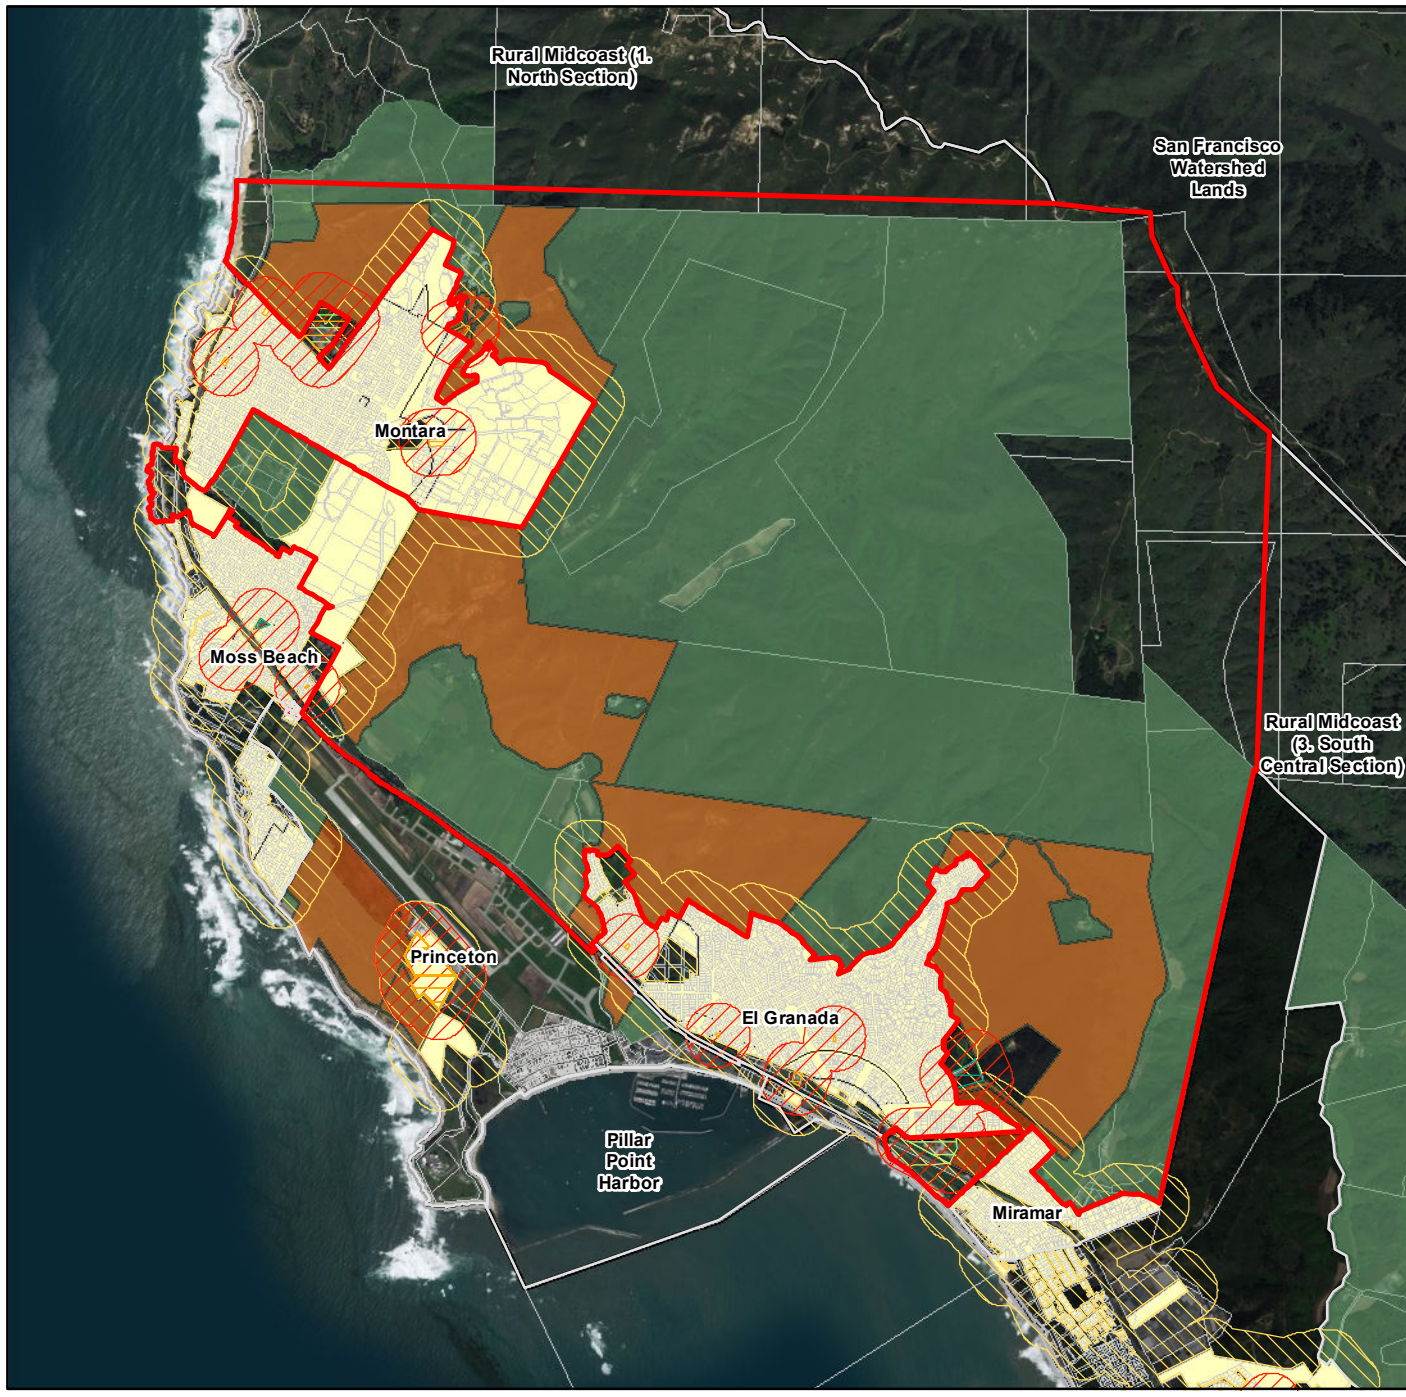 Rural Midcoast (1.
North Section)
San Francisco
Watershed
Lands
Montara
Moss Beach
Rural Midcoast
(3. South
Central Section)
Princeton
El Granada
Pillar
Point
Harbor
Miramar